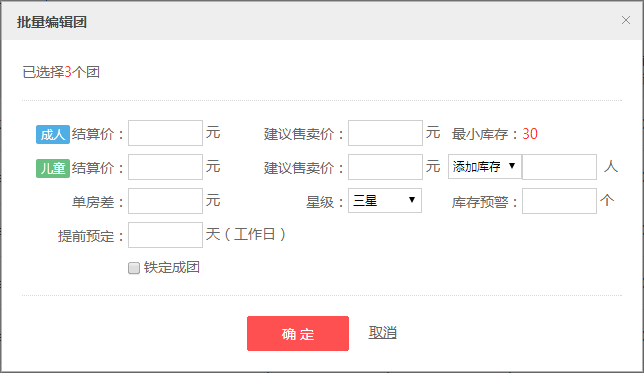 批量编辑团 ×
已选择3个团
成人 结算价： 元 建议售卖价： 元 最小库存：30
儿童 结算价： 元 建议售卖价： 元 添加库存 ▼ 人
单房差： 元 星级： 三星 ▼ 库存预警： 个
提前预定： 天（工作日）
铁定成团
确 定 取消